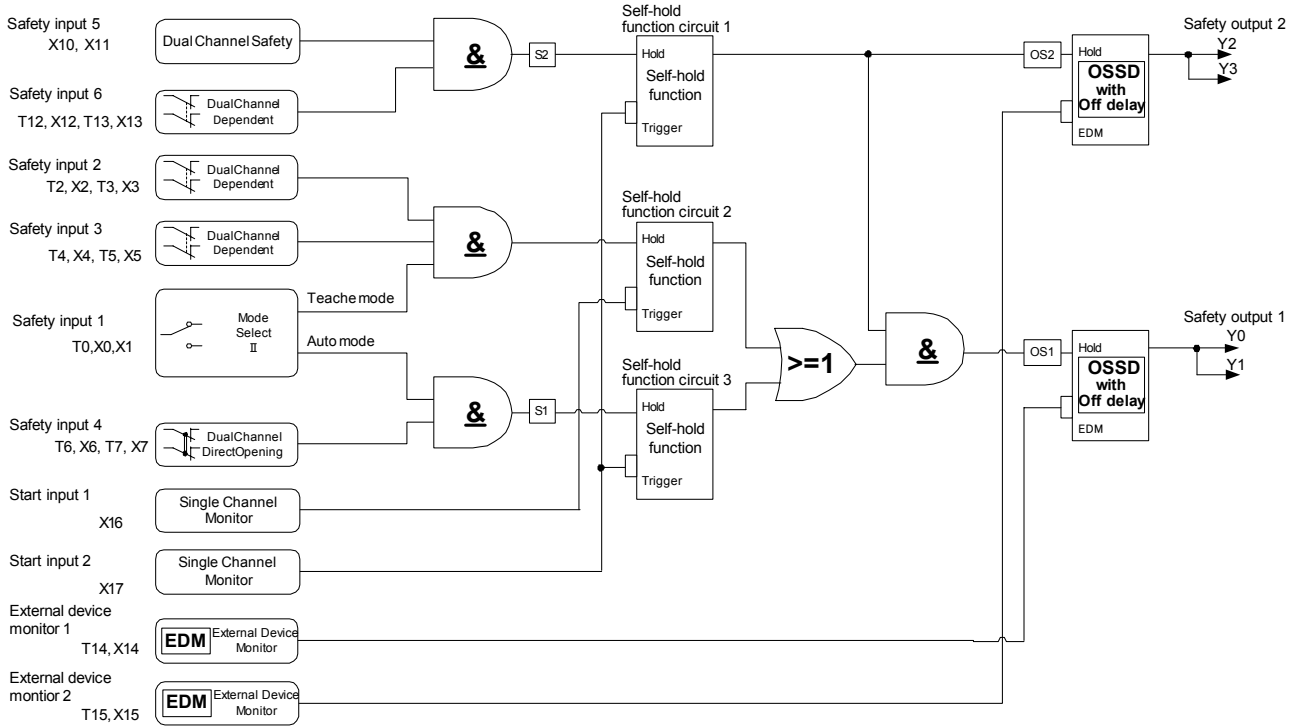 Safety input 5
X10, X11
Dual Channel Safety
&
S2
Self-hold
function circuit 1
Hold
Self-hold
function
Trigger
OS2
Hold
OSSD
with
Off delay
EDM
Safety output 2
Y2
Y3
Safety input 6
T12, X12, T13, X13
DualChannel
Dependent
Safety input 2
T2, X2, T3, X3
DualChannel
Dependent
Safety input 3
T4, X4, T5, X5
DualChannel
Dependent
&
Self-hold
function circuit 2
Hold
Self-hold
function
Trigger
Safety input 1
T0,X0,X1
Mode
Select
II
Teache mode
Auto mode
>=1
&
OS1
Hold
OSSD
with
Off delay
EDM
Safety output 1
Y0
Y1
Safety input 4
T6, X6, T7, X7
DualChannel
DirectOpening
&
S1
Self-hold
function circuit 3
Hold
Self-hold
function
Trigger
Start input 1
X16
Single Channel
Monitor
Start input 2
X17
Single Channel
Monitor
External device
monitor 1
T14, X14
EDM
External Device
Monitor
External device
montior 2
T15, X15
EDM
External Device
Monitor